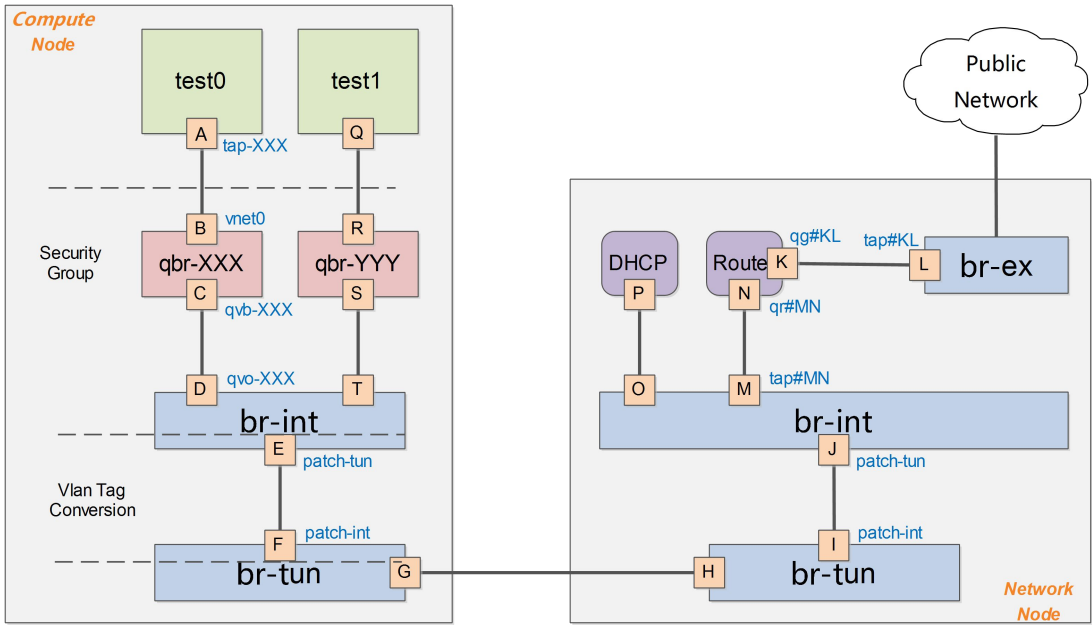 Compute
Node
test0
test1
A
tap-XXX
Q
B
vnet0
R
Security
Group
qbr-XXX
qbr-YYY
C
qvb-XXX
S
D
qvo-XXX
T
br-int
E
patch-tun
Vlan Tag
Conversion
F
patch-int
br-tun
G
Public
Network
DHCP
Route
K
qg#KL
tap#KL
L
br-ex
P
N
qr#MN
O
M
tap#MN
br-int
J
patch-tun
I
patch-int
H
br-tun
Network
Node